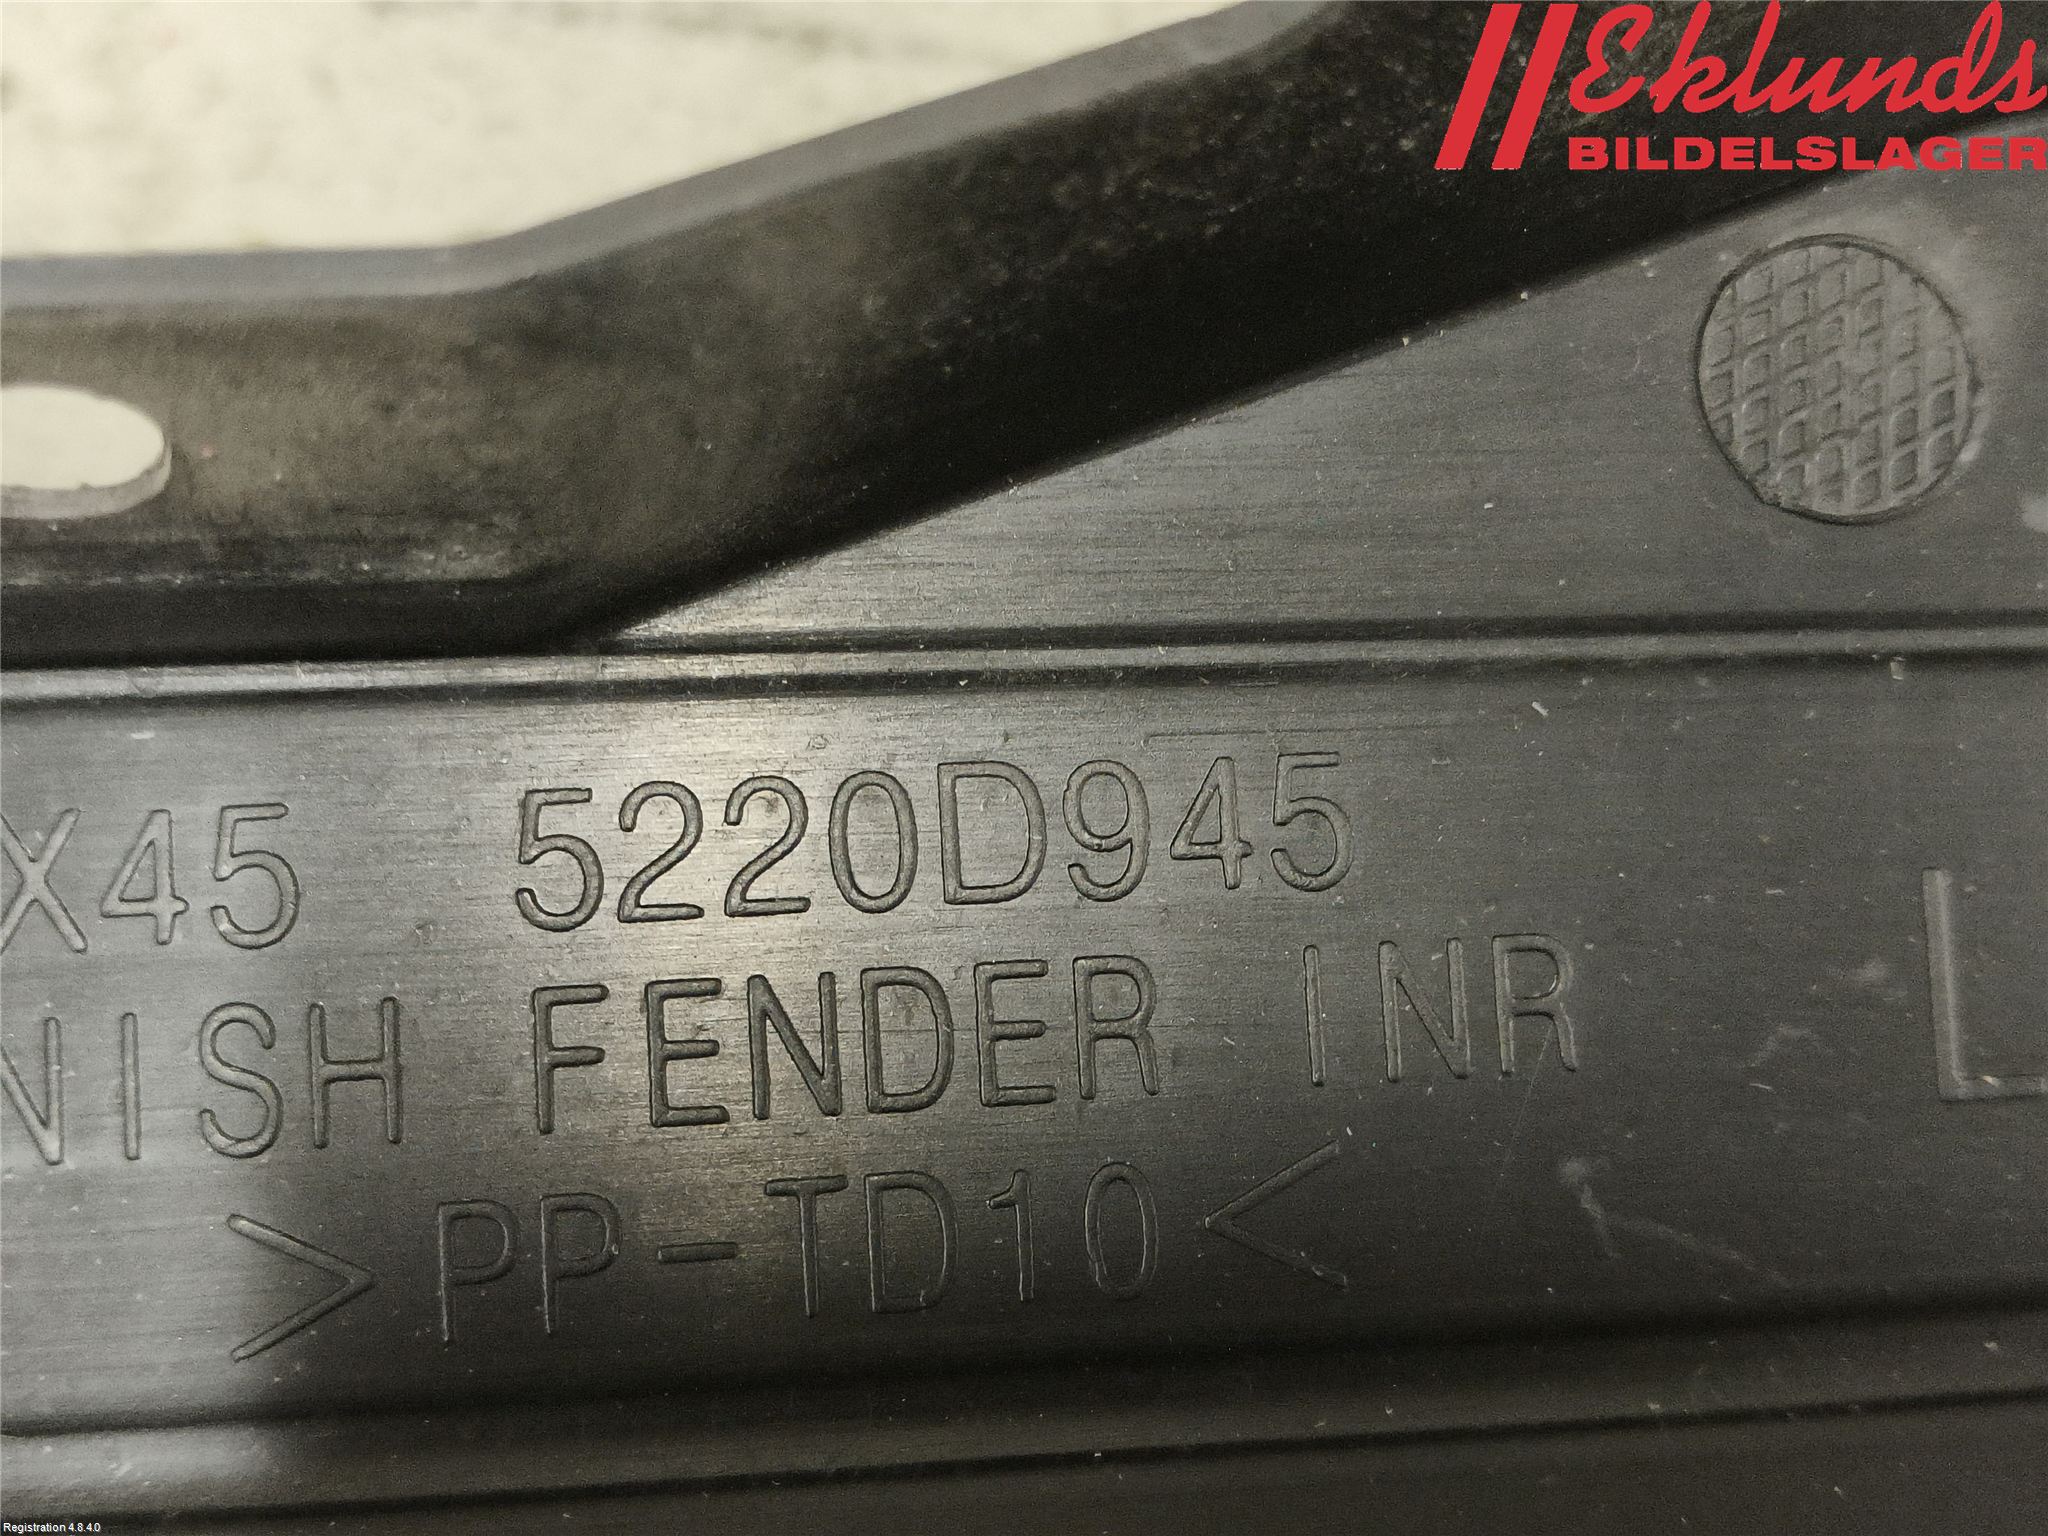 Eklunds
BILDELSLAGER
X45 5220D945
NISH FENDER INR L
>PP-TD10<
Registration 4.8.4.0